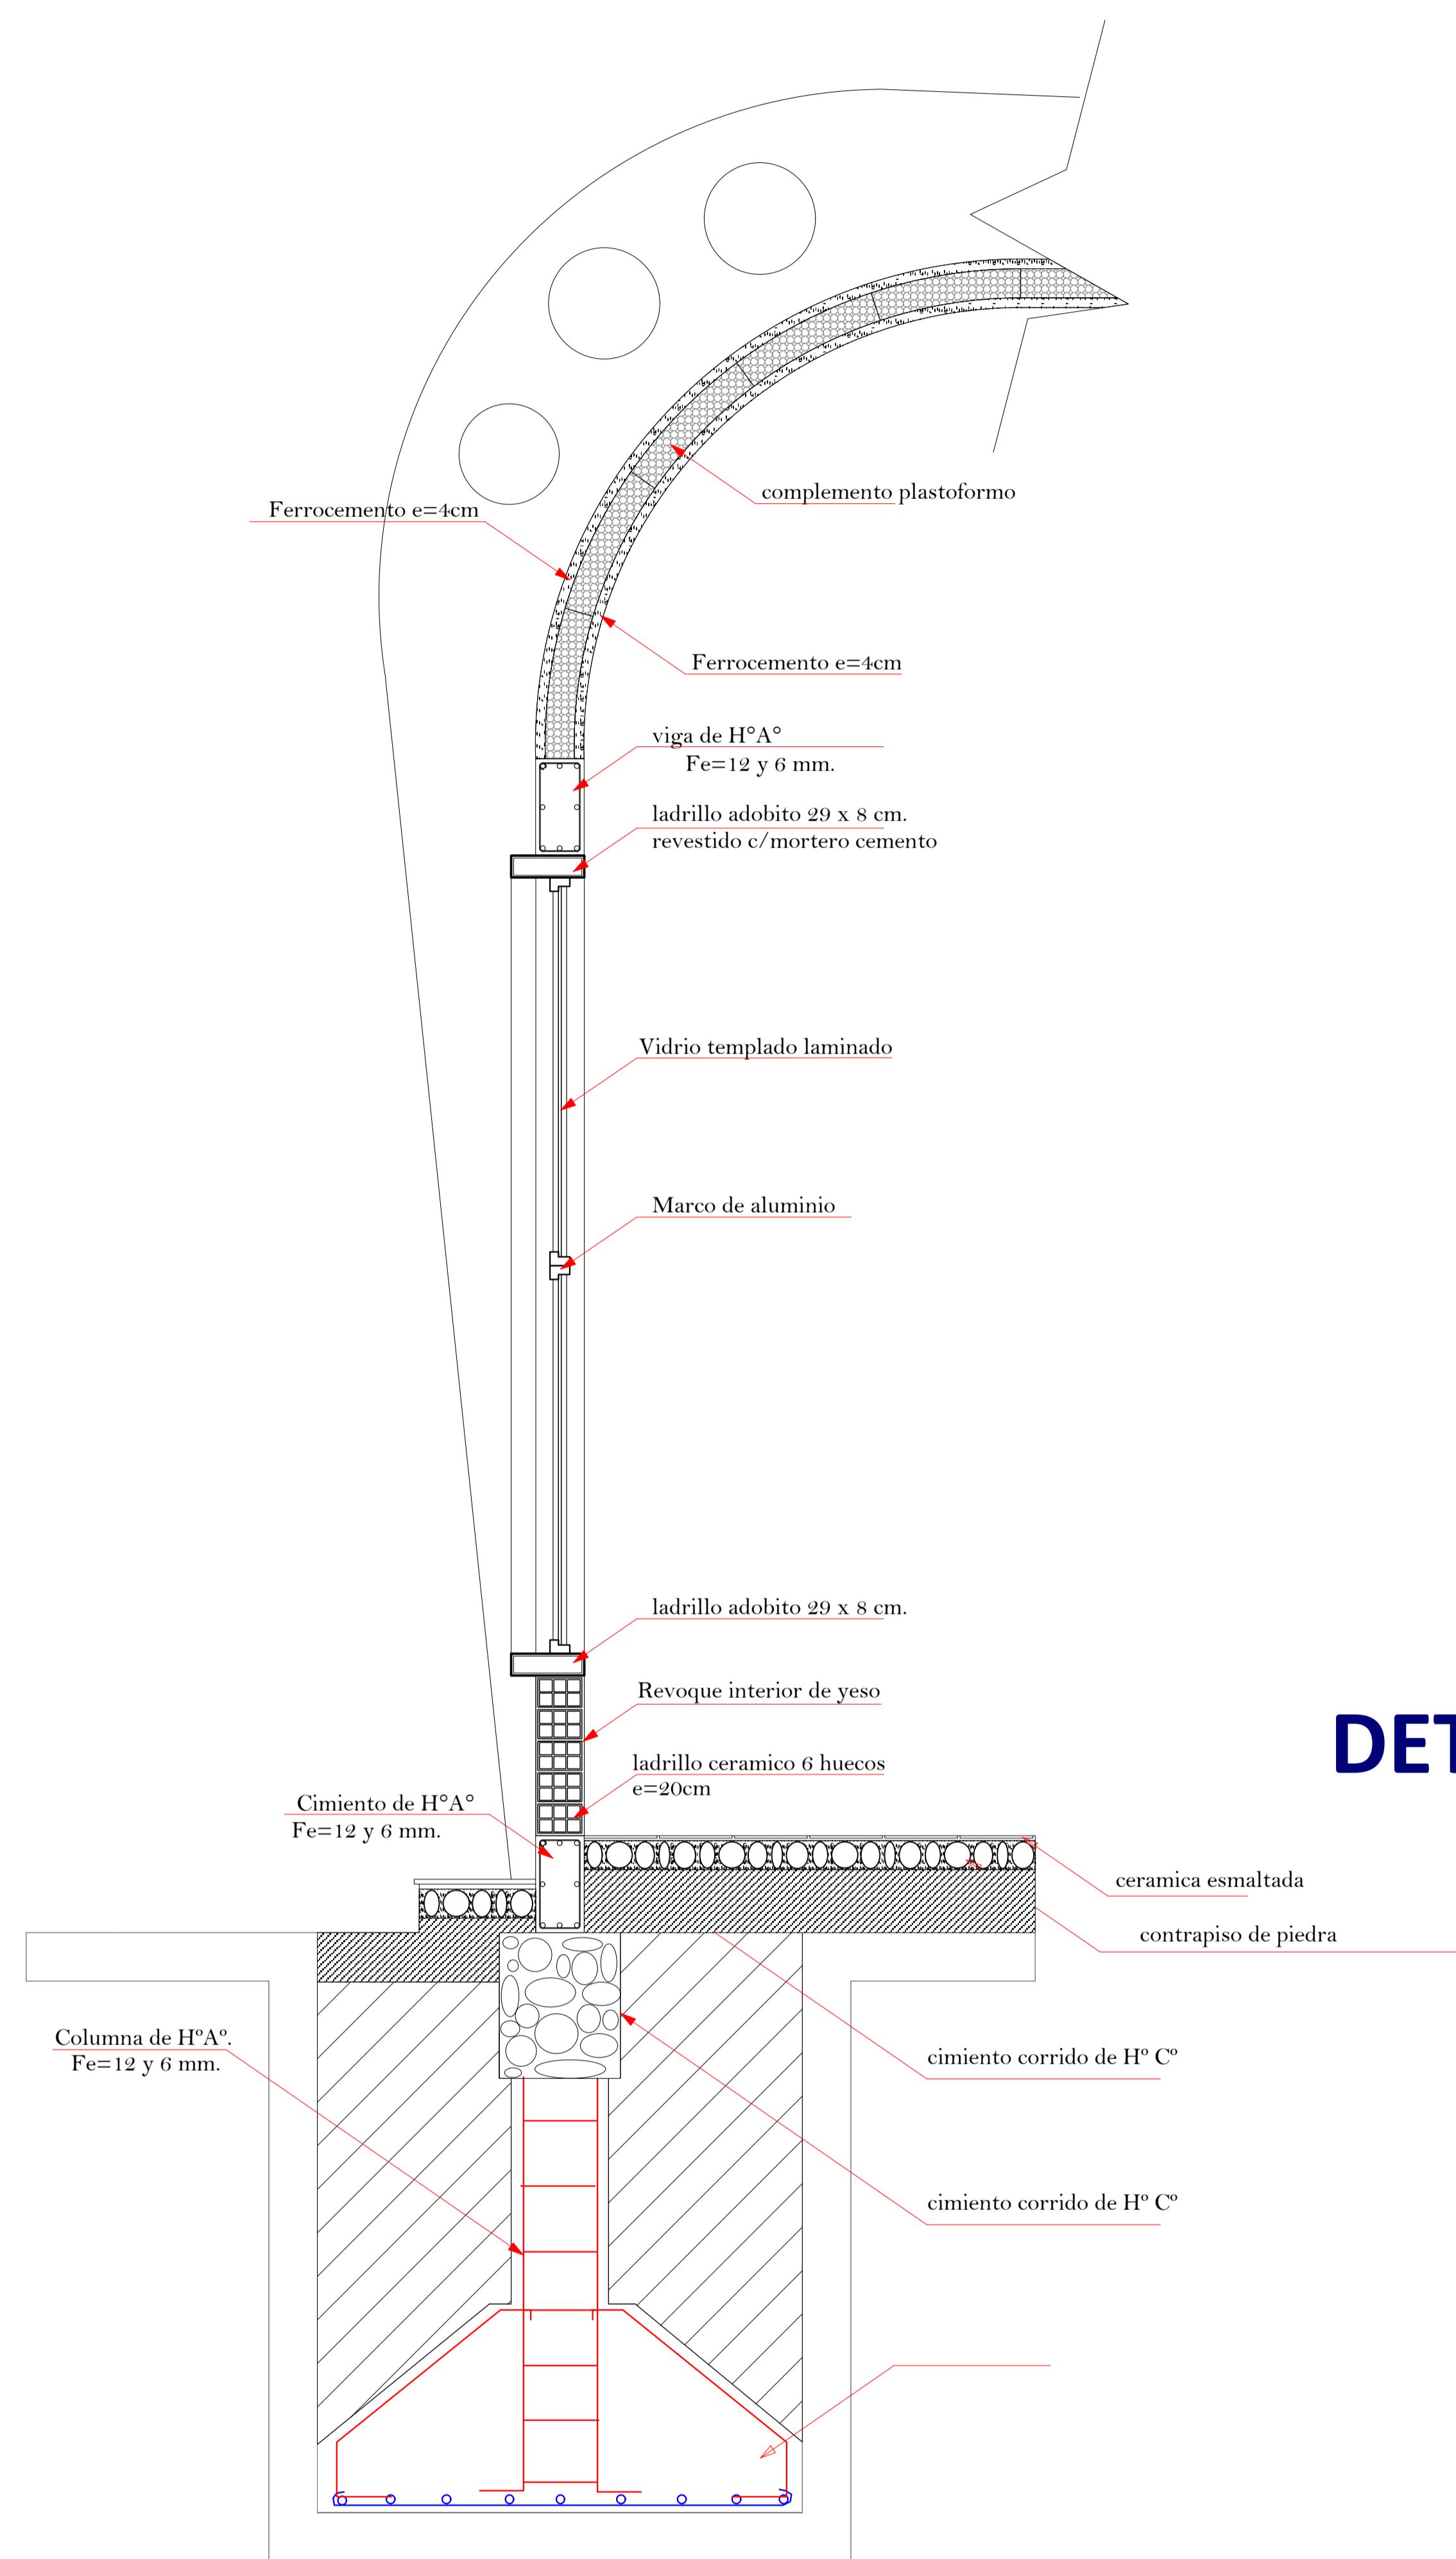 complemento plastoformo
Ferrocemento e=4cm
Ferrocemento e=4cm
viga de H°A°
Fe=12 y 6 mm.
ladrillo adobito 29 x 8 cm.
revestido c/mortero cemento
Vidrio templado laminado
Marco de aluminio
ladrillo adobito 29 x 8 cm.
Revoque interior de yeso
DET
ladrillo ceramico 6 huecos
e=20cm
Cimiento de H°A°
Fe=12 y 6 mm.
ceramica esmaltada
contrapiso de piedra
Columna de HºAº.
Fe=12 y 6 mm.
cimiento corrido de Hº Cº
cimiento corrido de Hº Cº